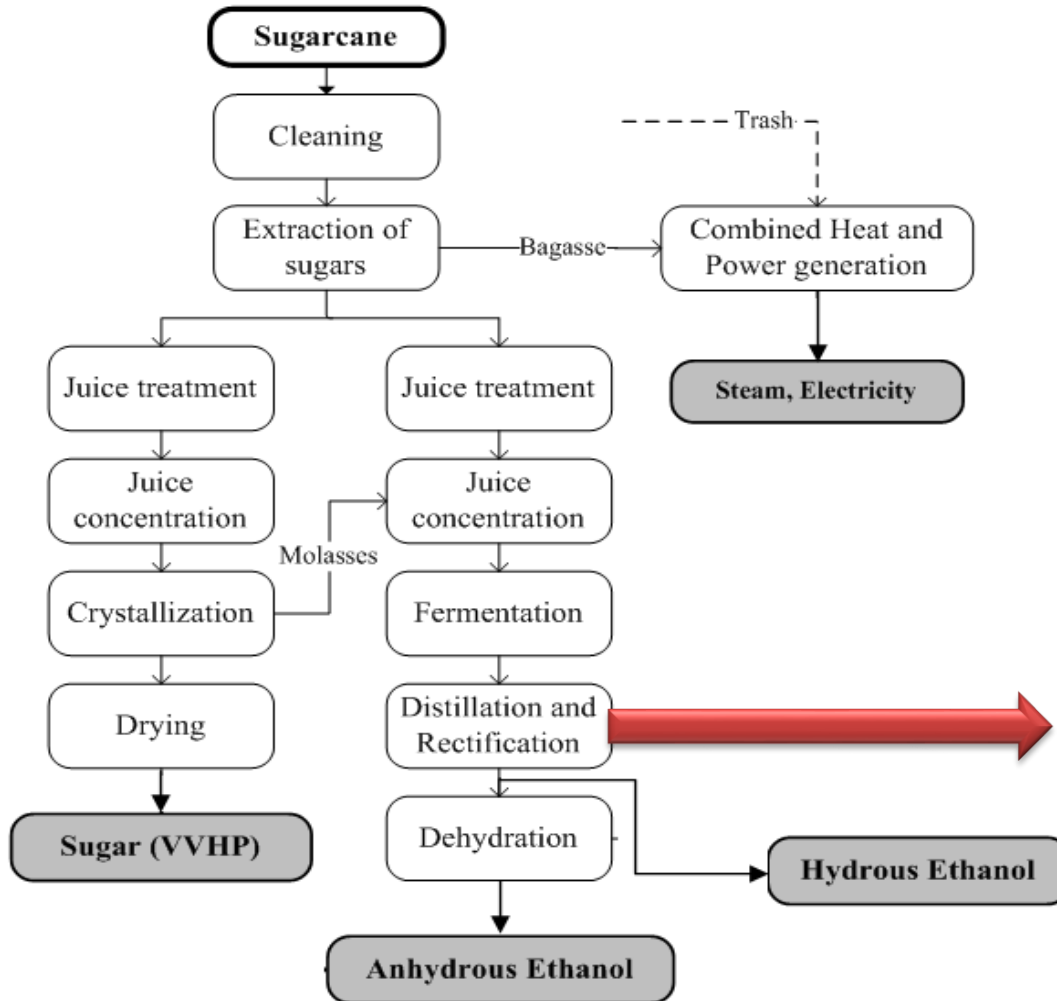 Sugarcane
Cleaning
Trash
Extraction of
sugars
Bagasse
Combined Heat and
Power generation
Juice treatment
Juice treatment
Steam, Electricity
Juice
concentration
Juice
concentration
Molasses
Crystallization
Fermentation
Drying
Distillation and
Rectification
Sugar (VVHP)
Dehydration
Hydrous Ethanol
Anhydrous Ethanol